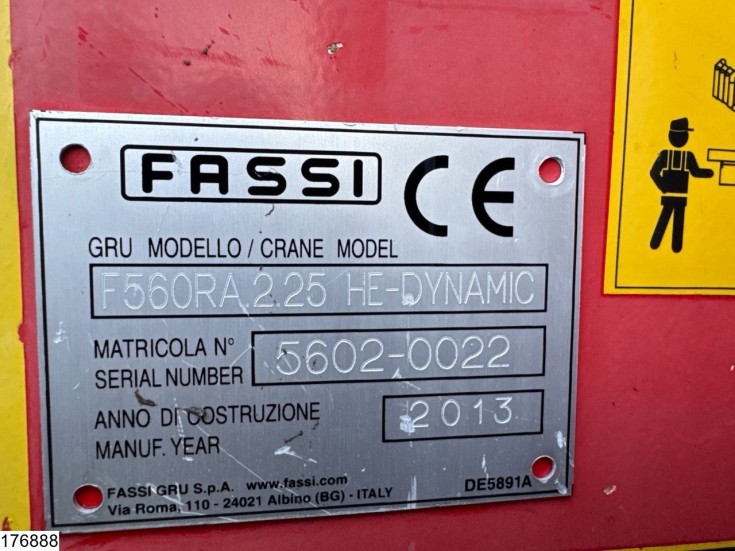 FASSI CE
GRU MODELLO / CRANE MODEL
F560RA.2.25 HE-DYNAMIC
MATRICOLA N° 5602-0022
SERIAL NUMBER
ANNO DI COSTRUZIONE 2013
MANUF. YEAR
FASSI GRU S.p.A. www.fassi.com
Via Roma, 110 - 24021 Albino (BG) - ITALY DE5891A
176888